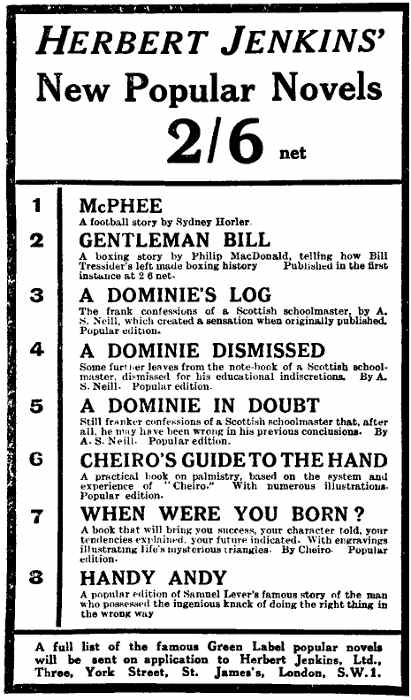 HERBERT JENKINS'
New Popular Novels
2/6 net
1 McPHEE
A football story by Sydney Horler.
2 GENTLEMAN BILL
A boxing story by Philip MacDonald, telling how Bill
Tressider's left made boxing history Published in the first
instance at 2 6 net.
3 A DOMINIE'S LOG
The frank confessions of a Scottish schoolmaster, by A.
S. Neill, which created a sensation when originally published.
Popular edition.
4 A DOMINIE DISMISSED
Some further leaves from the note-book of a Scottish school-
master, dismissed for his educational indiscretions. By A.
S. Neill. Popular edition.
5 A DOMINIE IN DOUBT
Still franker confessions of a Scottish schoolmaster that, after
all, he may have been wrong in his previous conclusions. By
A. S. Neill. Popular edition.
6 CHEIRO'S GUIDE TO THE HAND
A practical book on palmistry, based on the system and
experience of "Cheiro." With numerous illustrations.
Popular edition.
7 WHEN WERE YOU BORN?
A book that will bring you success, your character told, your
tendencies explained, your future indicated. With engravings
illustrating life's mysterious triangles. By Cheiro. Popular
edition.
8 HANDY ANDY
A popular edition of Samuel Lever's famous story of the man
who possessed the ingenious knack of doing the right thing in
the wrong way
A full list of the famous Green Label popular novels
will be sent on application to Herbert Jenkins, Ltd.,
Three, York Street, St. James's, London, S.W.1.